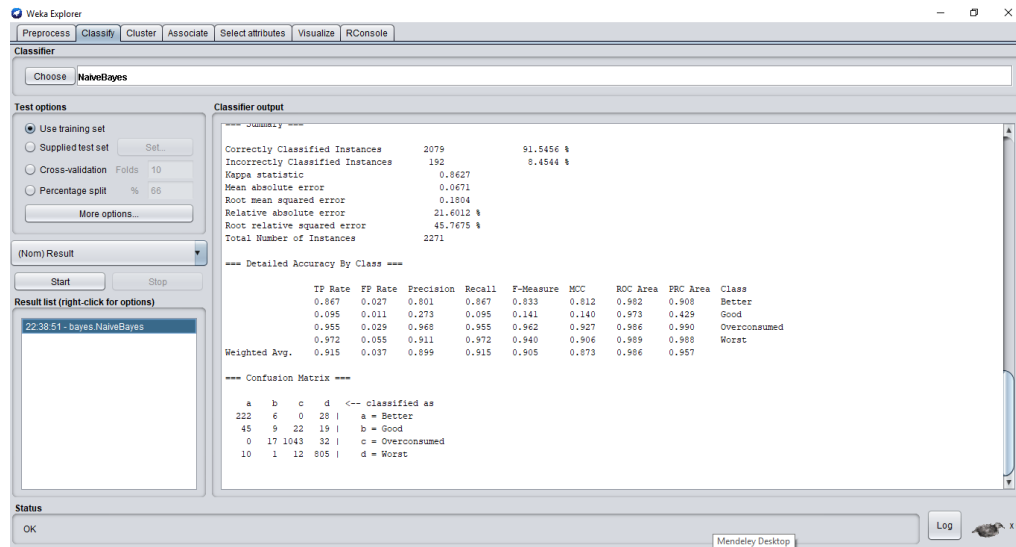 Weka Explorer
Preprocess Classify Cluster Associate Select attributes Visualize RConsole
Classifier
Choose NaiveBayes
Test options
Use training set
Supplied test set Set...
Cross-validation Folds 10
Percentage split % 66
More options...
(Nom) Result
Start Stop
Result list (right-click for options)
22:38:51 - bayes.NaiveBayes
Classifier output
=== Summary ===
Correctly Classified Instances 2079 91.5456 %
Incorrectly Classified Instances 192 8.4544 %
Kappa statistic 0.8627
Mean absolute error 0.0671
Root mean squared error 0.1804
Relative absolute error 21.6012 %
Root relative squared error 45.7675 %
Total Number of Instances 2271
=== Detailed Accuracy By Class ===
TP Rate FP Rate Precision Recall F-Measure MCC ROC Area PRC Area Class
0.867 0.027 0.801 0.867 0.833 0.812 0.982 0.908 Better
0.095 0.011 0.273 0.095 0.141 0.140 0.973 0.429 Good
0.955 0.029 0.968 0.955 0.962 0.927 0.986 0.990 Overconsumed
0.972 0.055 0.911 0.972 0.940 0.906 0.989 0.988 Worst
Weighted Avg. 0.915 0.037 0.899 0.915 0.905 0.873 0.986 0.957
=== Confusion Matrix ===
a b c d <-- classified as
222 6 0 28 | a = Better
45 9 22 19 | b = Good
0 17 1043 32 | c = Overconsumed
10 1 12 805 | d = Worst
Status
OK
Log
x
Mendeley Desktop